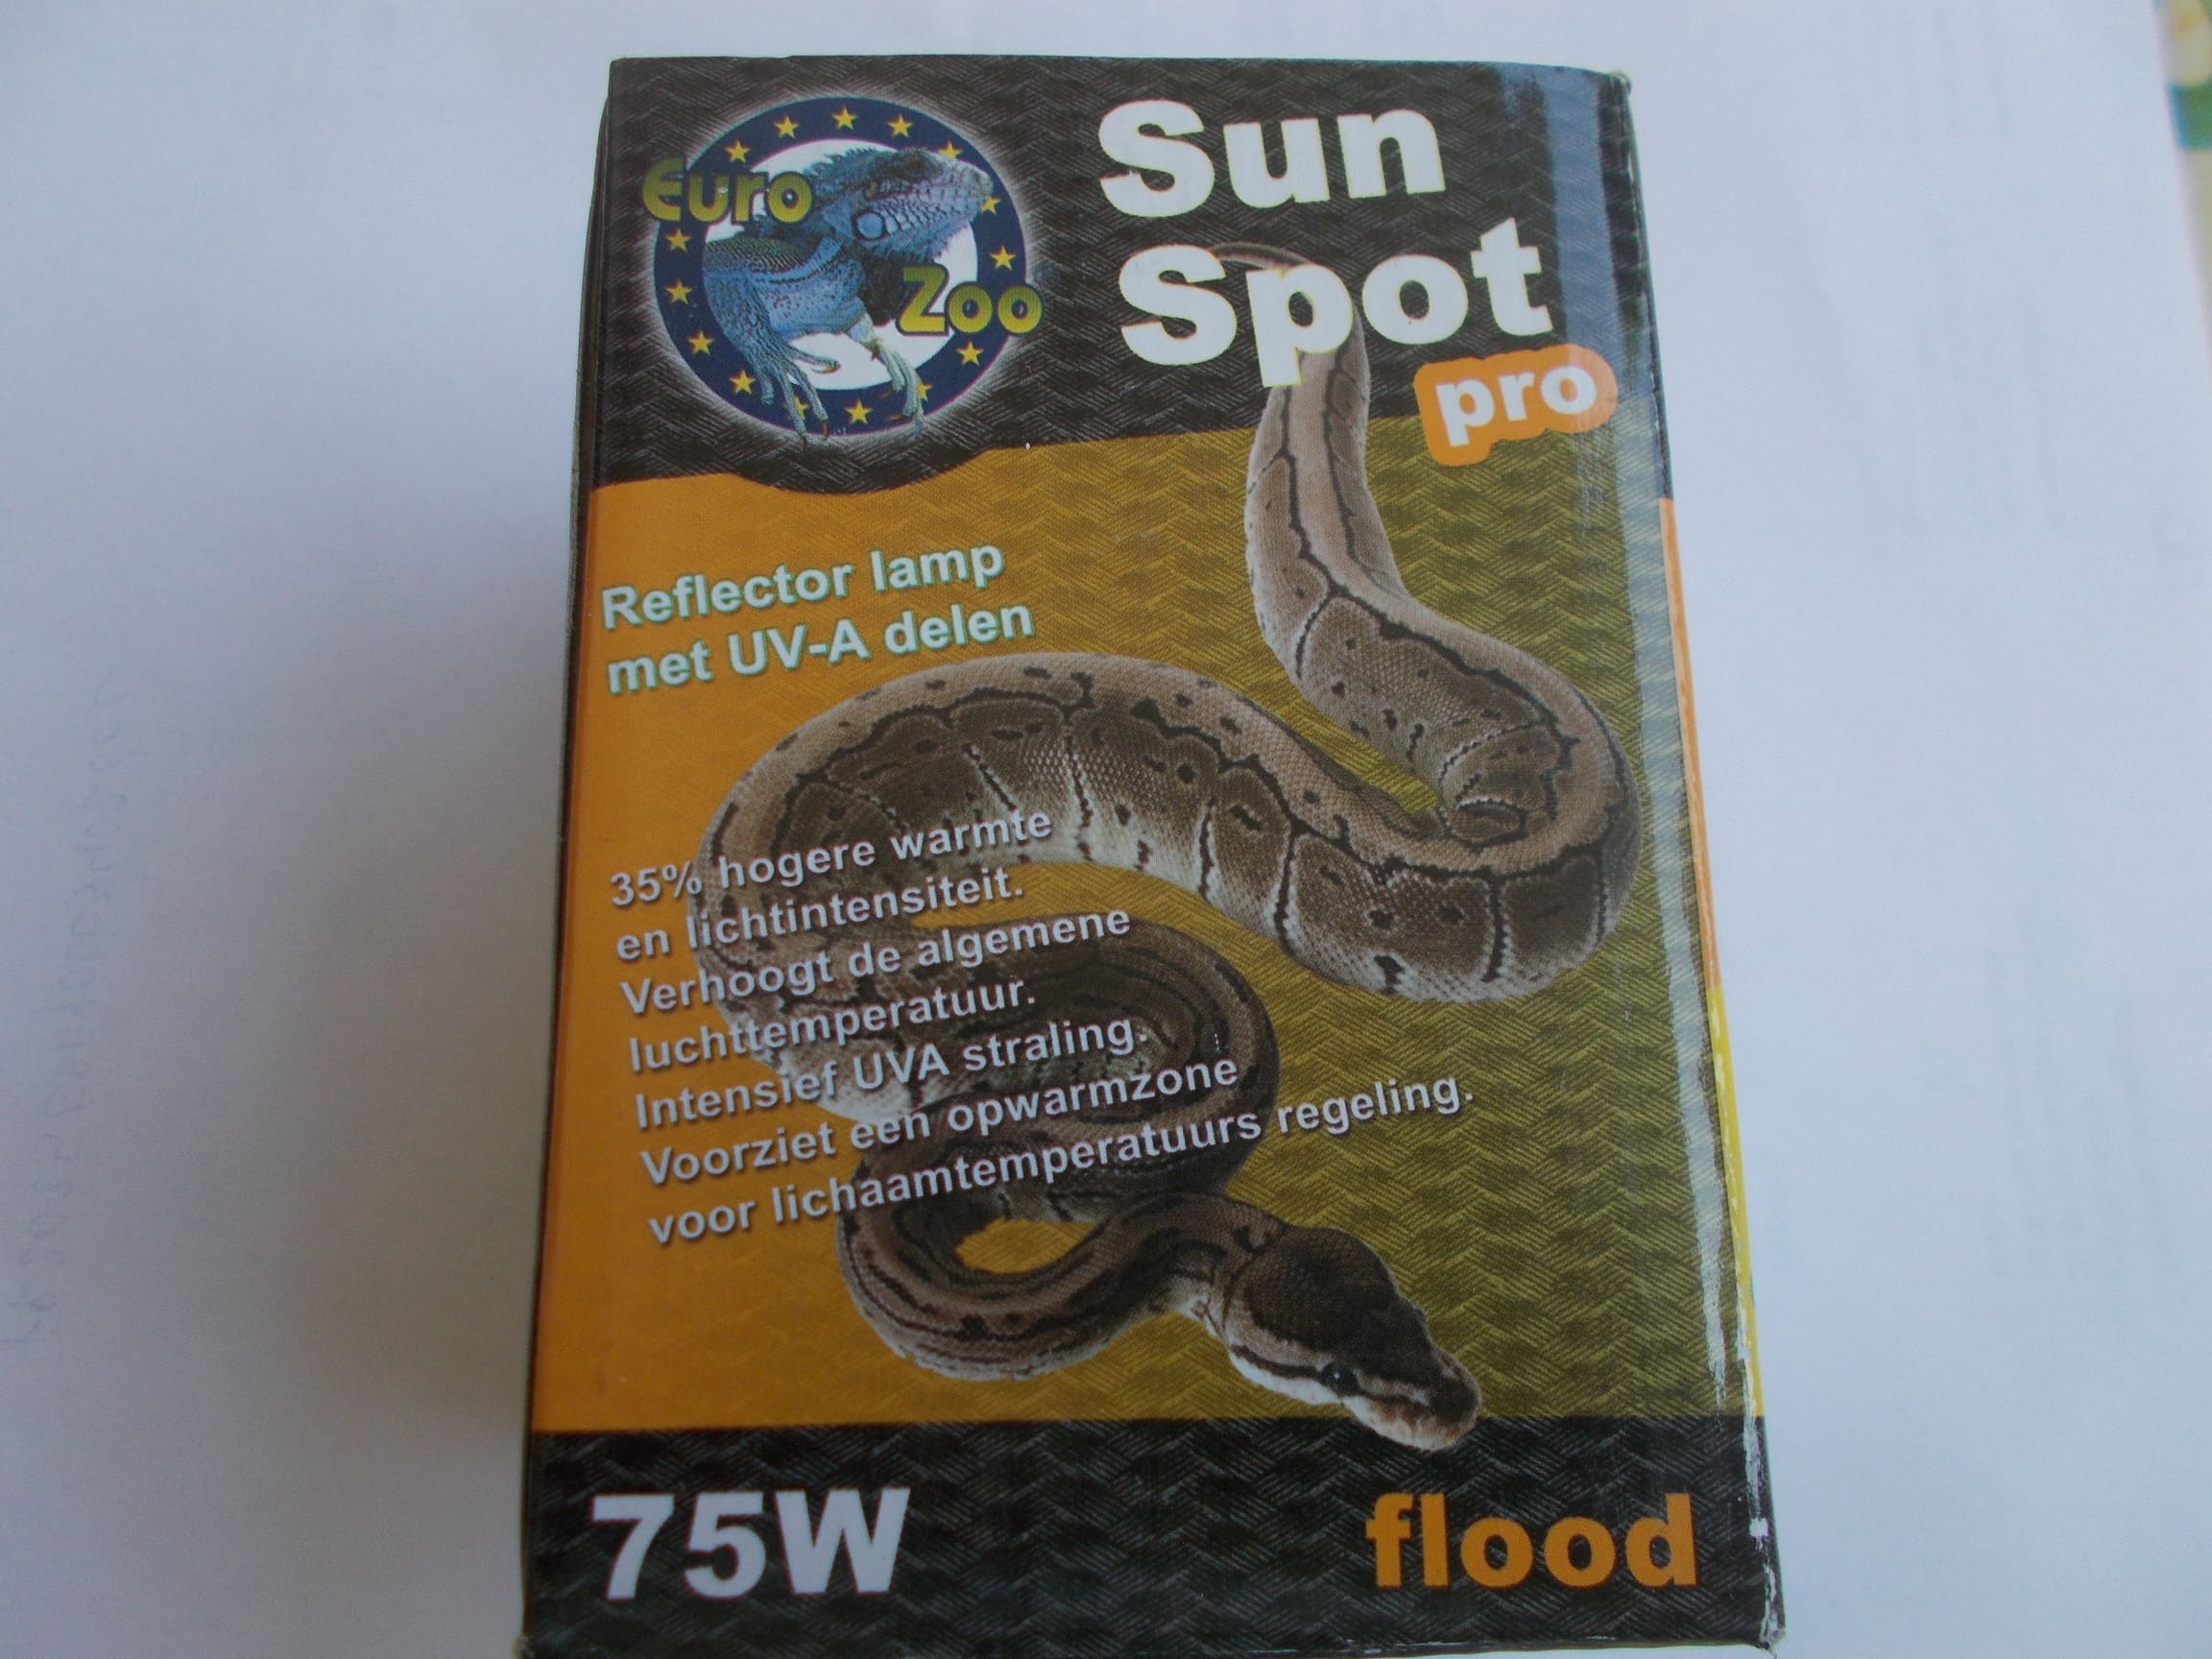 Euro
Zoo
Sun
Spot
pro
Reflector lamp
met UV-A delen
35% hogere warmte
en lichtintensiteit.
Verhoogt de algemene
luchttemperatuur.
Intensief UVA straling.
Voorziet een opwarmzone
voor lichaamtemperatuurs regeling.
75W
flood